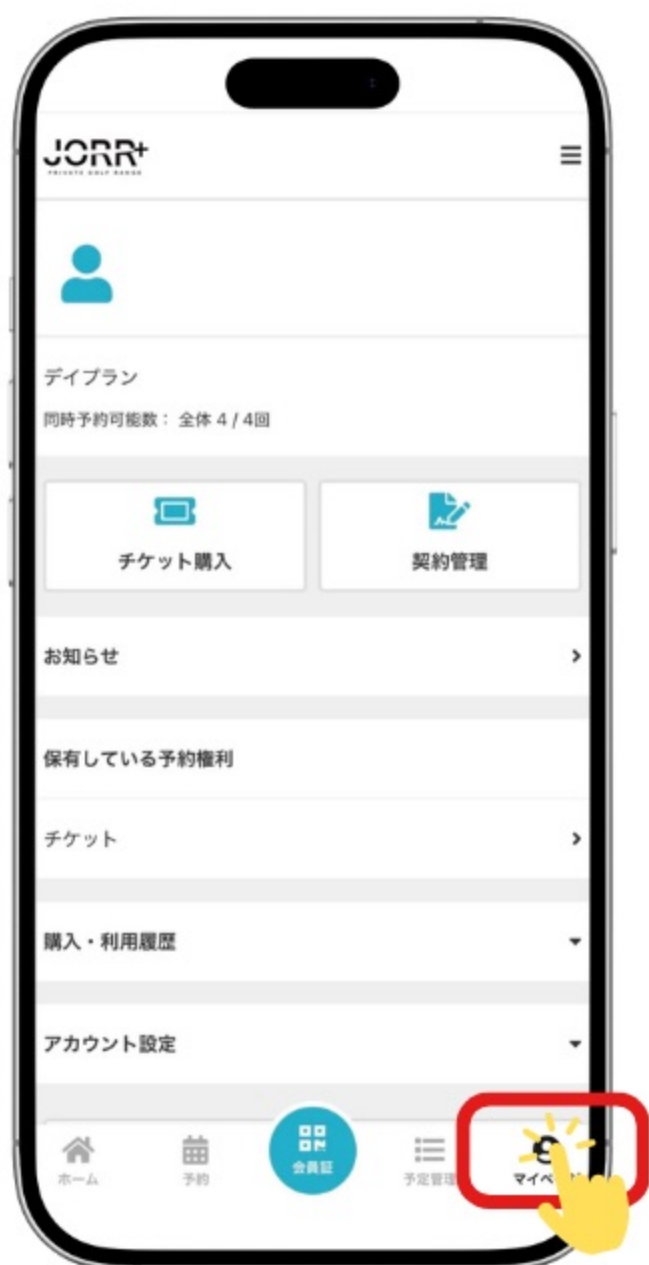 JORR+
PRIVATE GOLF RANGE
デイプラン
同時予約可能数： 全体 4 / 4回
チケット購入
契約管理
お知らせ
保有している予約権利
チケット
購入・利用履歴
アカウント設定
ホーム
予約
会員証
予定管理